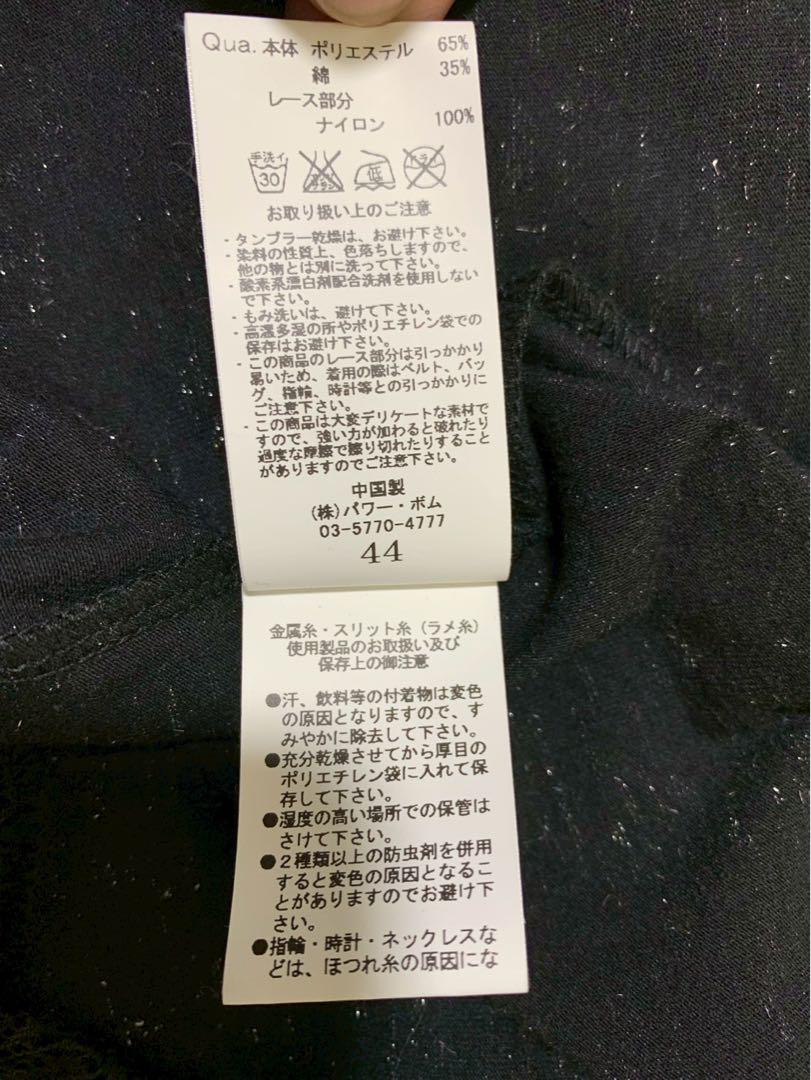 Qua. 本体 ポリエステル 65%
綿 35%
レース部分
ナイロン 100%
手洗イ
30
低
お取り扱い上のご注意
・タンブラー乾燥は、お避け下さい。
・染料の性質上、色落ちしますので、
他の物とは別に洗って下さい。
・酸素系漂白剤配合洗剤を使用しない
で下さい。
・もみ洗いは、避けて下さい。
・高温多湿の所やポリエチレン袋での
保存はお避け下さい。
・この商品のレース部分は引っかかり
易いため、着用の際はベルト、バッ
グ、指輪、時計等との引っかかりに
ご注意下さい。
・この商品は大変デリケートな素材で
すので、強い力が加わると破れたり
過度な摩擦で擦り切れたりすること
がありますのでご注意下さい。
中国製
(株)パワー・ボム
03-5770-4777
44
金属糸・スリット糸（ラメ糸）
使用製品のお取扱い及び
保存上の御注意
●汗、飲料等の付着物は変色
の原因となりますので、す
みやかに除去して下さい。
●充分乾燥させてから厚目の
ポリエチレン袋に入れて保
存して下さい。
●湿度の高い場所での保管は
さけて下さい。
●２種類以上の防虫剤を併用
すると変色の原因となるこ
とがありますのでお避け下
さい。
●指輪・時計・ネックレスな
どは、ほつれ糸の原因にな